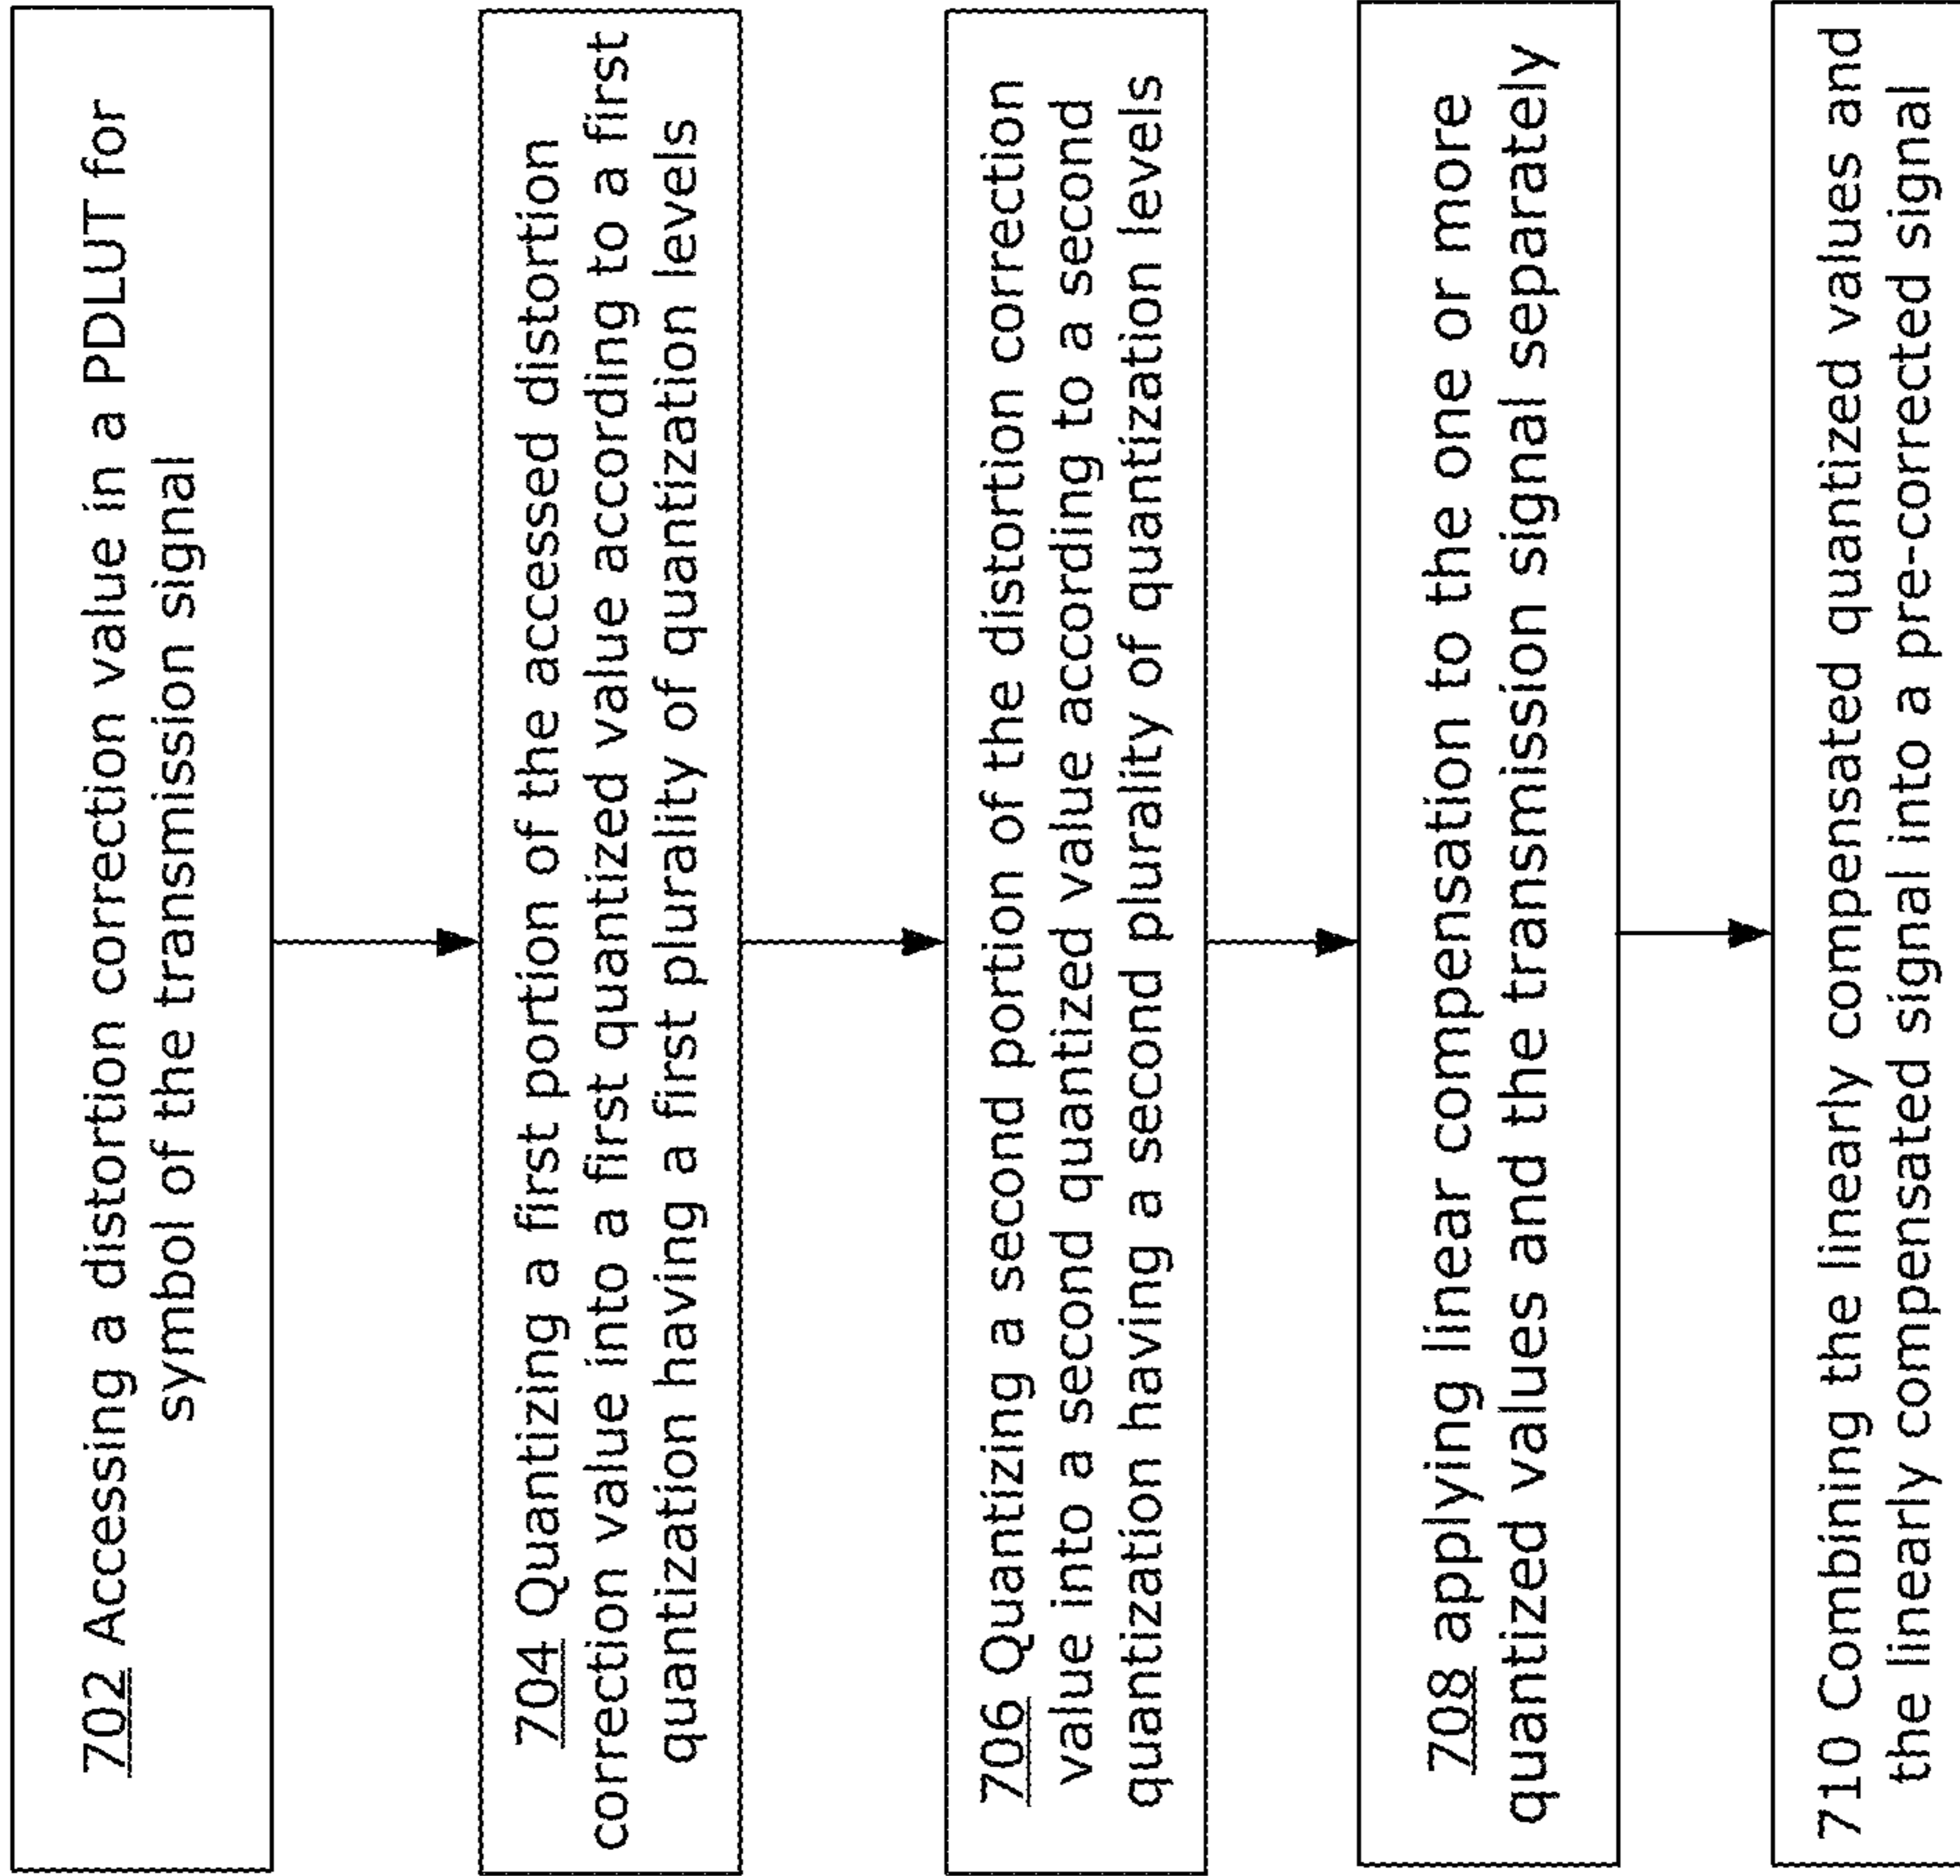 702 Accessing a distortion correction value in a PDLUT for
symbol of the transmission signal
704 Quantizing a first portion of the accessed distortion
correction value into a first quantized value according to a first
quantization having a first plurality of quantization levels
706 Quantizing a second portion of the distortion correction
value into a second quantized value according to a second
quantization having a second plurality of quantization levels
708 applying linear compensation to the one or more
quantized values and the transmission signal separately
710 Combining the linearly compensated quantized values and
the linearly compensated signal into a pre-corrected signal